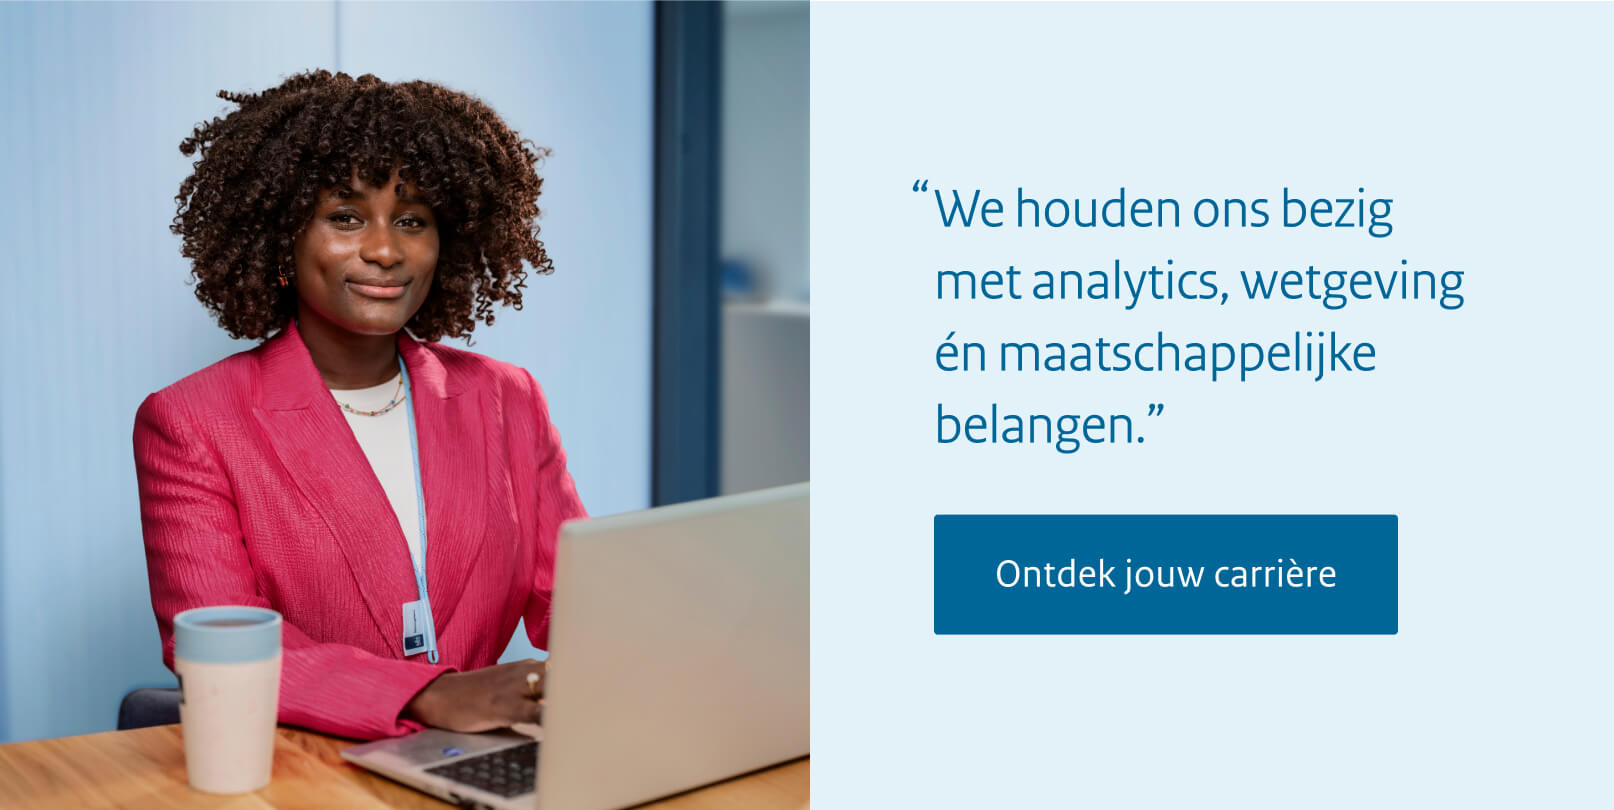 “We houden ons bezig
met analytics, wetgeving
én maatschappelijke
belangen.”
Ontdek jouw carrière